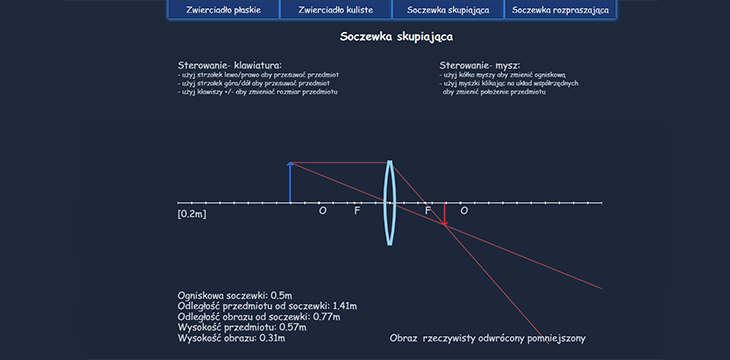 Zwierciadło płaskie
Zwierciadło kuliste
Soczewka skupiająca
Soczewka rozpraszająca
Soczewka skupiająca
Sterowanie- klawiatura:
- użyj strzałek lewo/prawo aby przesuwać przedmiot
- użyj strzałek góra/dół aby przesuwać przedmiot
- użyj klawiszy +/- aby zmieniać rozmiar przedmiotu
Sterowanie- mysz:
- użyj kółka myszy aby zmienić ogniskową
- użyj myszki klikając na układ współrzędnych
aby zmienić położenie przedmiotu
[0.2m]
O F F O
Ogniskowa soczewki: 0.5m
Odległość przedmiotu od soczewki: 1.41m
Odległość obrazu od soczewki: 0.77m
Wysokość przedmiotu: 0.57m
Wysokość obrazu: 0.31m
Obraz rzeczywisty odwrócony pomniejszony